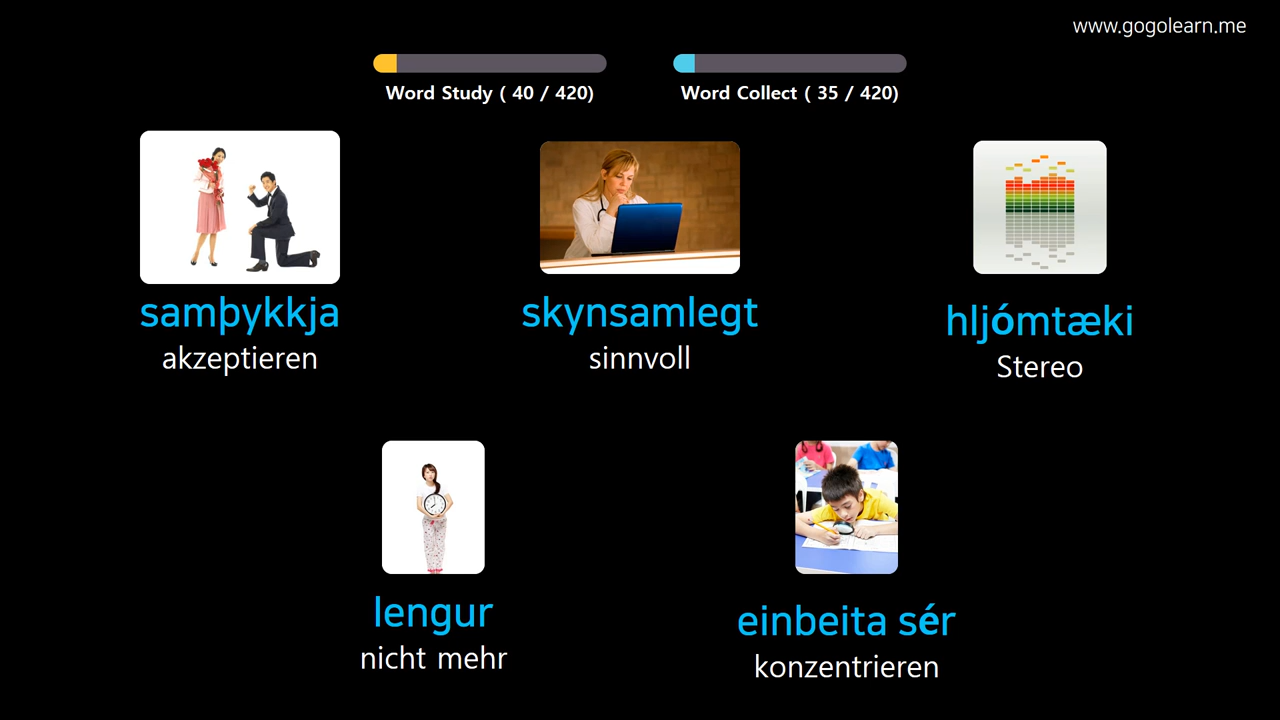 www.gogolearn.me
Word Study ( 40 / 420)
Word Collect ( 35 / 420)
samþykkja
akzeptieren
skynsamlegt
sinnvoll
hljómtæki
Stereo
lengur
nicht mehr
einbeita sér
konzentrieren